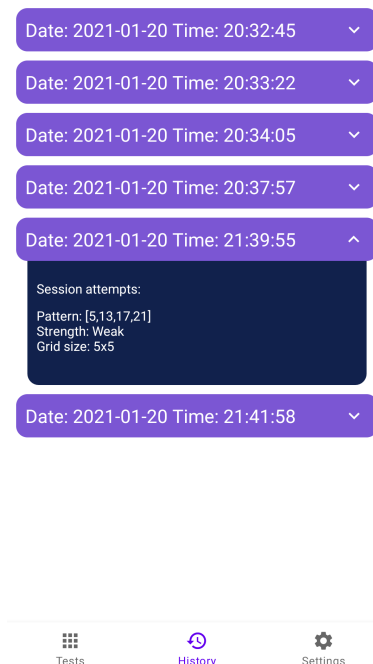 Date: 2021-01-20 Time: 20:32:45
Date: 2021-01-20 Time: 20:33:22
Date: 2021-01-20 Time: 20:34:05
Date: 2021-01-20 Time: 20:37:57
Date: 2021-01-20 Time: 21:39:55
Session attempts:
Pattern: [5,13,17,21]
Strength: Weak
Grid size: 5x5
Date: 2021-01-20 Time: 21:41:58
Tests History Settings